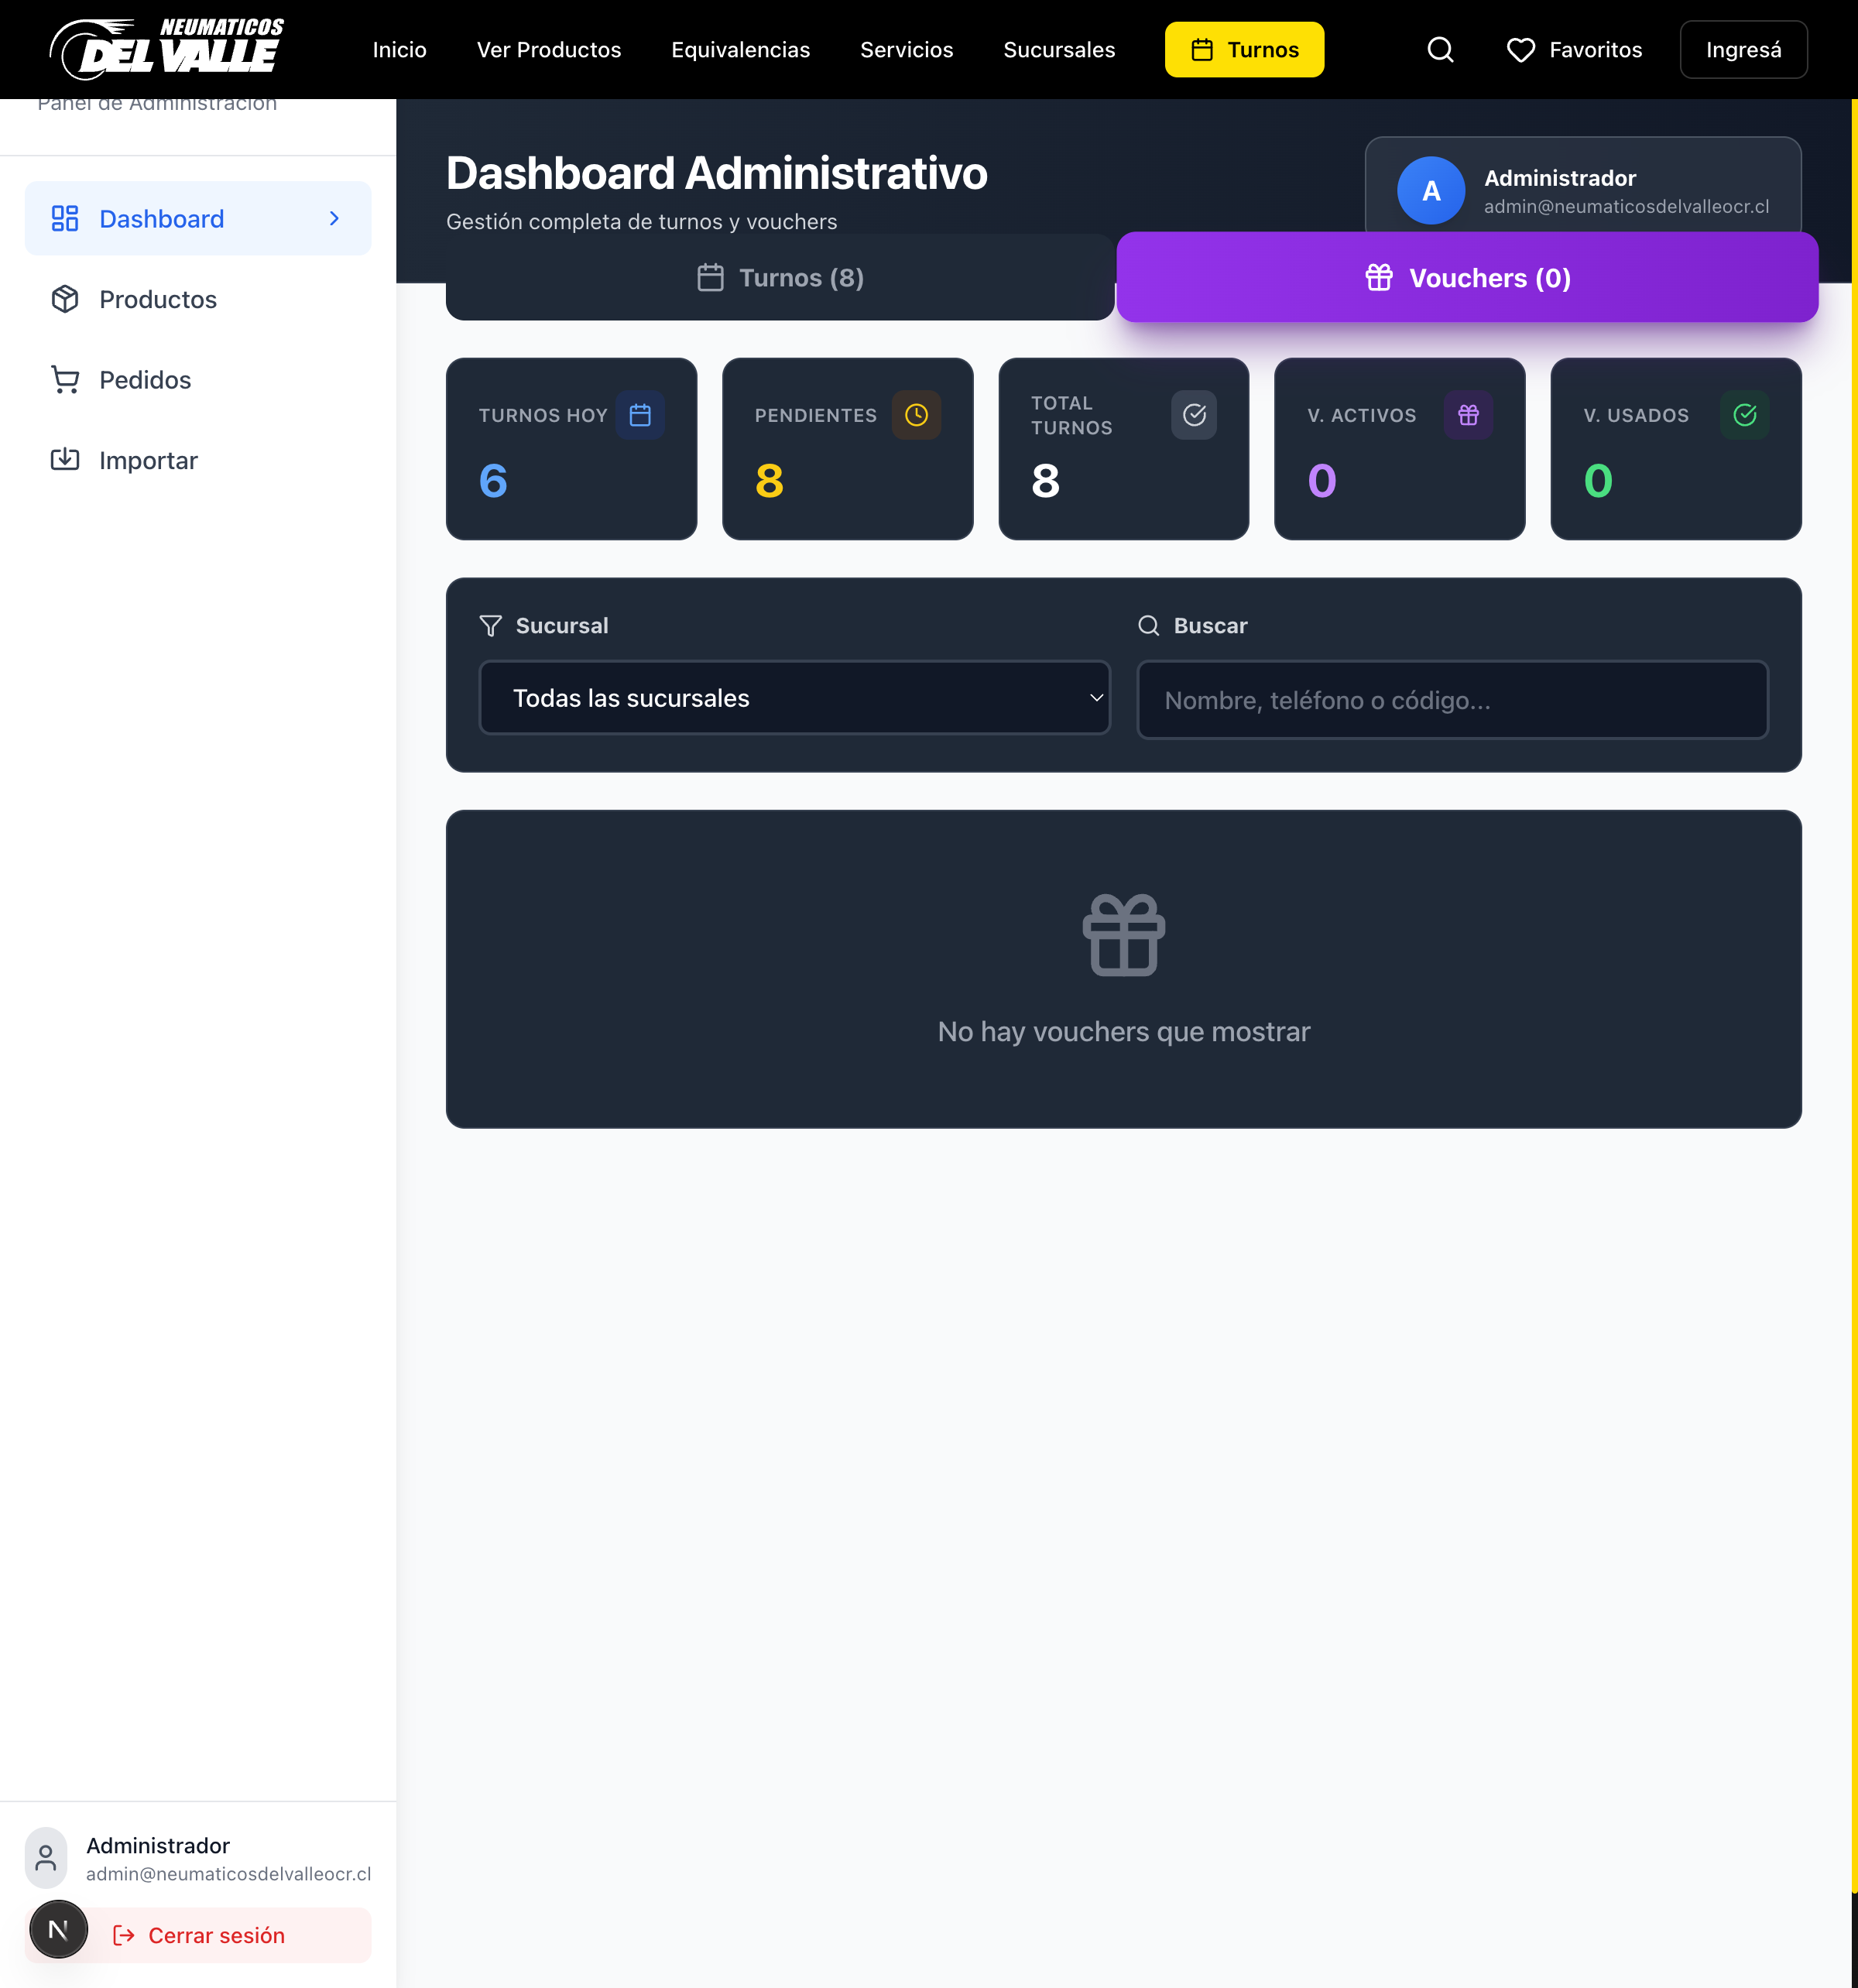 NEUMATICOS
DEL VALLE
Inicio
Ver Productos
Equivalencias
Servicios
Sucursales
Turnos
Favoritos
Ingresá
Panel de Administración
Dashboard
Productos
Pedidos
Importar
Dashboard Administrativo
Gestión completa de turnos y vouchers
A
Administrador
admin@neumaticosdelvalleocr.cl
Turnos (8)
Vouchers (0)
TURNOS HOY
6
PENDIENTES
8
TOTAL
TURNOS
8
V. ACTIVOS
0
V. USADOS
0
Sucursal
Todas las sucursales
Buscar
Nombre, teléfono o código...
No hay vouchers que mostrar
Administrador
admin@neumaticosdelvalleocr.cl
N
Cerrar sesión